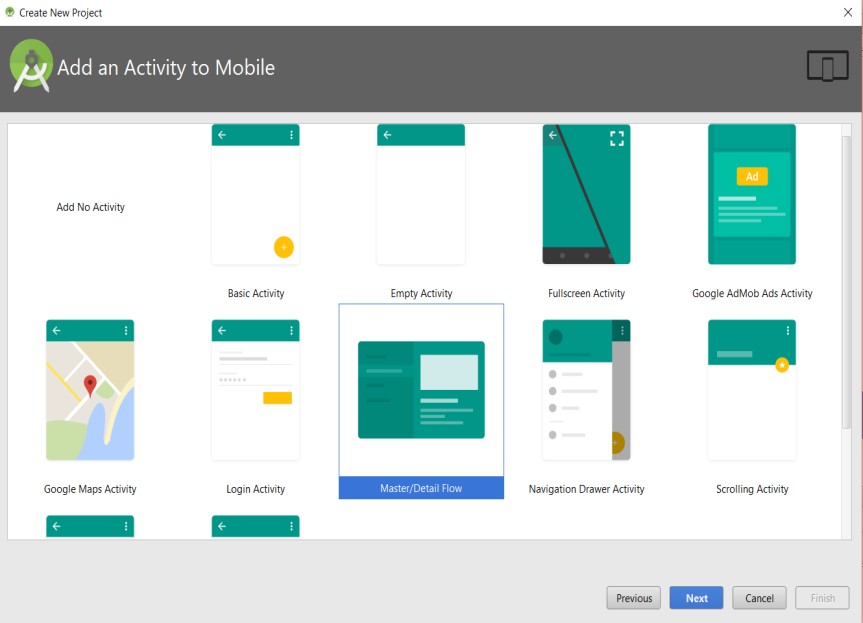 Create New Project
Add an Activity to Mobile
Ad
Add No Activity
Basic Activity
Empty Activity
Fullscreen Activity
Google AdMob Ads Activity
Google Maps Activity
Login Activity
Master/Detail Flow
Navigation Drawer Activity
Scrolling Activity
Previous
Next
Cancel
Finish